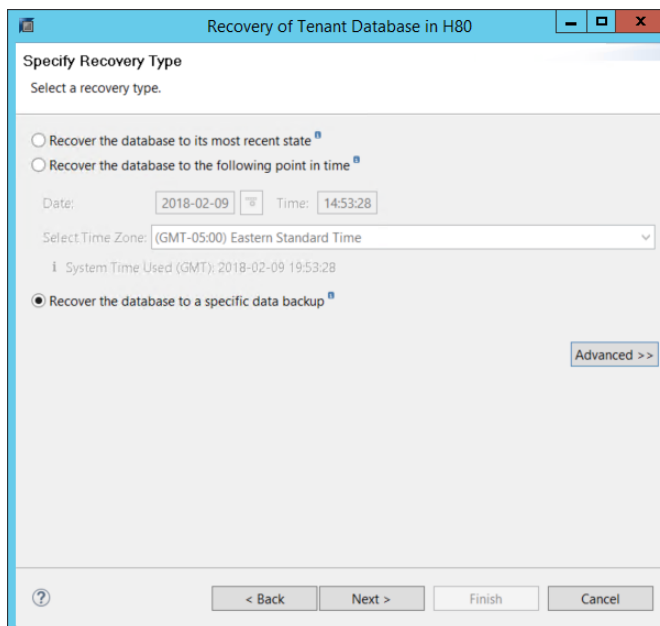 Recovery of Tenant Database in H80
Specify Recovery Type
Select a recovery type.
Recover the database to its most recent state
Recover the database to the following point in time
Date: 2018-02-09 Time: 14:53:28
Select Time Zone: (GMT-05:00) Eastern Standard Time
System Time Used (GMT): 2018-02-09 19:53:28
Recover the database to a specific data backup
Advanced >>
< Back Next > Finish Cancel